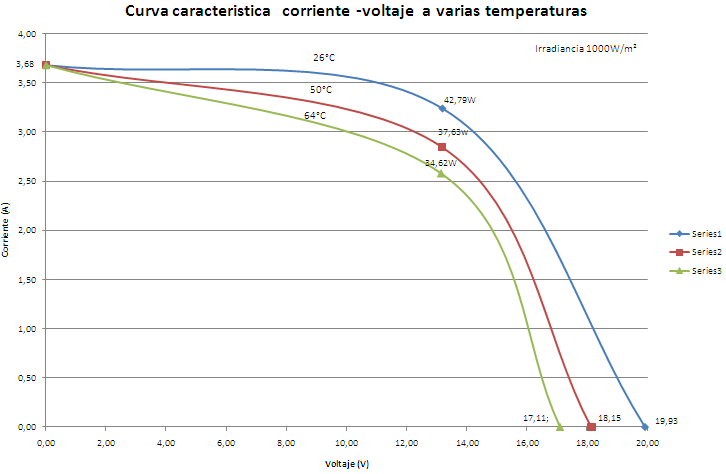 Curva caracteristica corriente -voltaje a varias temperaturas
Irradiancia 1000W/m²
4,00
3,68
3,50
3,00
2,50
2,00
1,50
1,00
0,50
0,00
Corriente (A)
26°C
50°C
64°C
42,79W
37,63W
34,62W
17,11;
18,15
19,93
Series1
Series2
Series3
0,00 2,00 4,00 6,00 8,00 10,00 12,00 14,00 16,00 18,00 20,00
Voltaje (V)